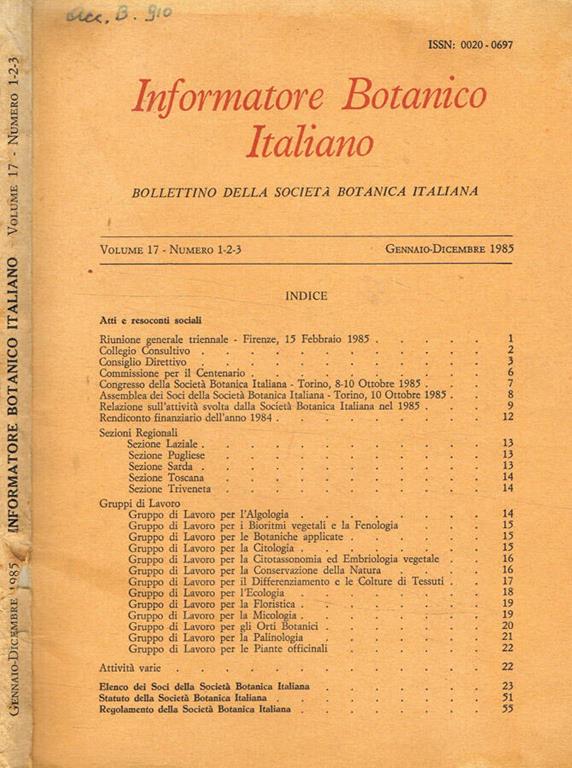 Acc. B. 910
ISSN: 0020-0697
Informatore Botanico
Italiano
BOLLETTINO DELLA SOCIETÀ BOTANICA ITALIANA
VOLUME 17 - NUMERO 1-2-3 GENNAIO-DICEMBRE 1985
INDICE
Atti e resoconti sociali
Riunione generale triennale - Firenze, 15 Febbraio 1985 . . . . . 1
Collegio Consultivo . . . . . . . . . . . 2
Consiglio Direttivo . . . . . . . . . . . 3
Commissione per il Centenario . . . . . . . . . 6
Congresso della Società Botanica Italiana - Torino, 8-10 Ottobre 1985 . . . 7
Assemblea dei Soci della Società Botanica Italiana - Torino, 10 Ottobre 1985 . . 8
Relazione sull'attività svolta dalla Società Botanica Italiana nel 1985 . . . 9
Rendiconto finanziario dell'anno 1984 . . . . . . . . 12
Sezioni Regionali
Sezione Laziale . . . . . . . . . . 13
Sezione Pugliese . . . . . . . . . . 13
Sezione Sarda . . . . . . . . . . 13
Sezione Toscana . . . . . . . . . . 14
Sezione Triveneta . . . . . . . . . . 14
Gruppi di Lavoro
Gruppo di Lavoro per l'Algologia . . . . . . . 14
Gruppo di Lavoro per i Bioritmi vegetali e la Fenologia . . . . 15
Gruppo di Lavoro per le Botaniche applicate . . . . . . 15
Gruppo di Lavoro per la Citologia . . . . . . . 15
Gruppo di Lavoro per la Citotassonomia ed Embriologia vegetale . . . 16
Gruppo di Lavoro per la Conservazione della Natura . . . . . 16
Gruppo di Lavoro per il Differenziamento e le Colture di Tessuti . . 17
Gruppo di Lavoro per l'Ecologia . . . . . . . . 18
Gruppo di Lavoro per la Floristica . . . . . . . 19
Gruppo di Lavoro per la Micologia . . . . . . . 19
Gruppo di Lavoro per gli Orti Botanici . . . . . . . 20
Gruppo di Lavoro per la Palinologia . . . . . . 21
Gruppo di Lavoro per le Piante officinali . . . . . . 22
Attività varie . . . . . . . . . . . 22
Elenco dei Soci della Società Botanica Italiana . . . . . . 23
Statuto della Società Botanica Italiana . . . . . . . 51
Regolamento della Società Botanica Italiana . . . . . . 55
GENNAIO-DICEMBRE 1985 INFORMATORE BOTANICO ITALIANO - VOLUME 17 - NUMERO 1-2-3